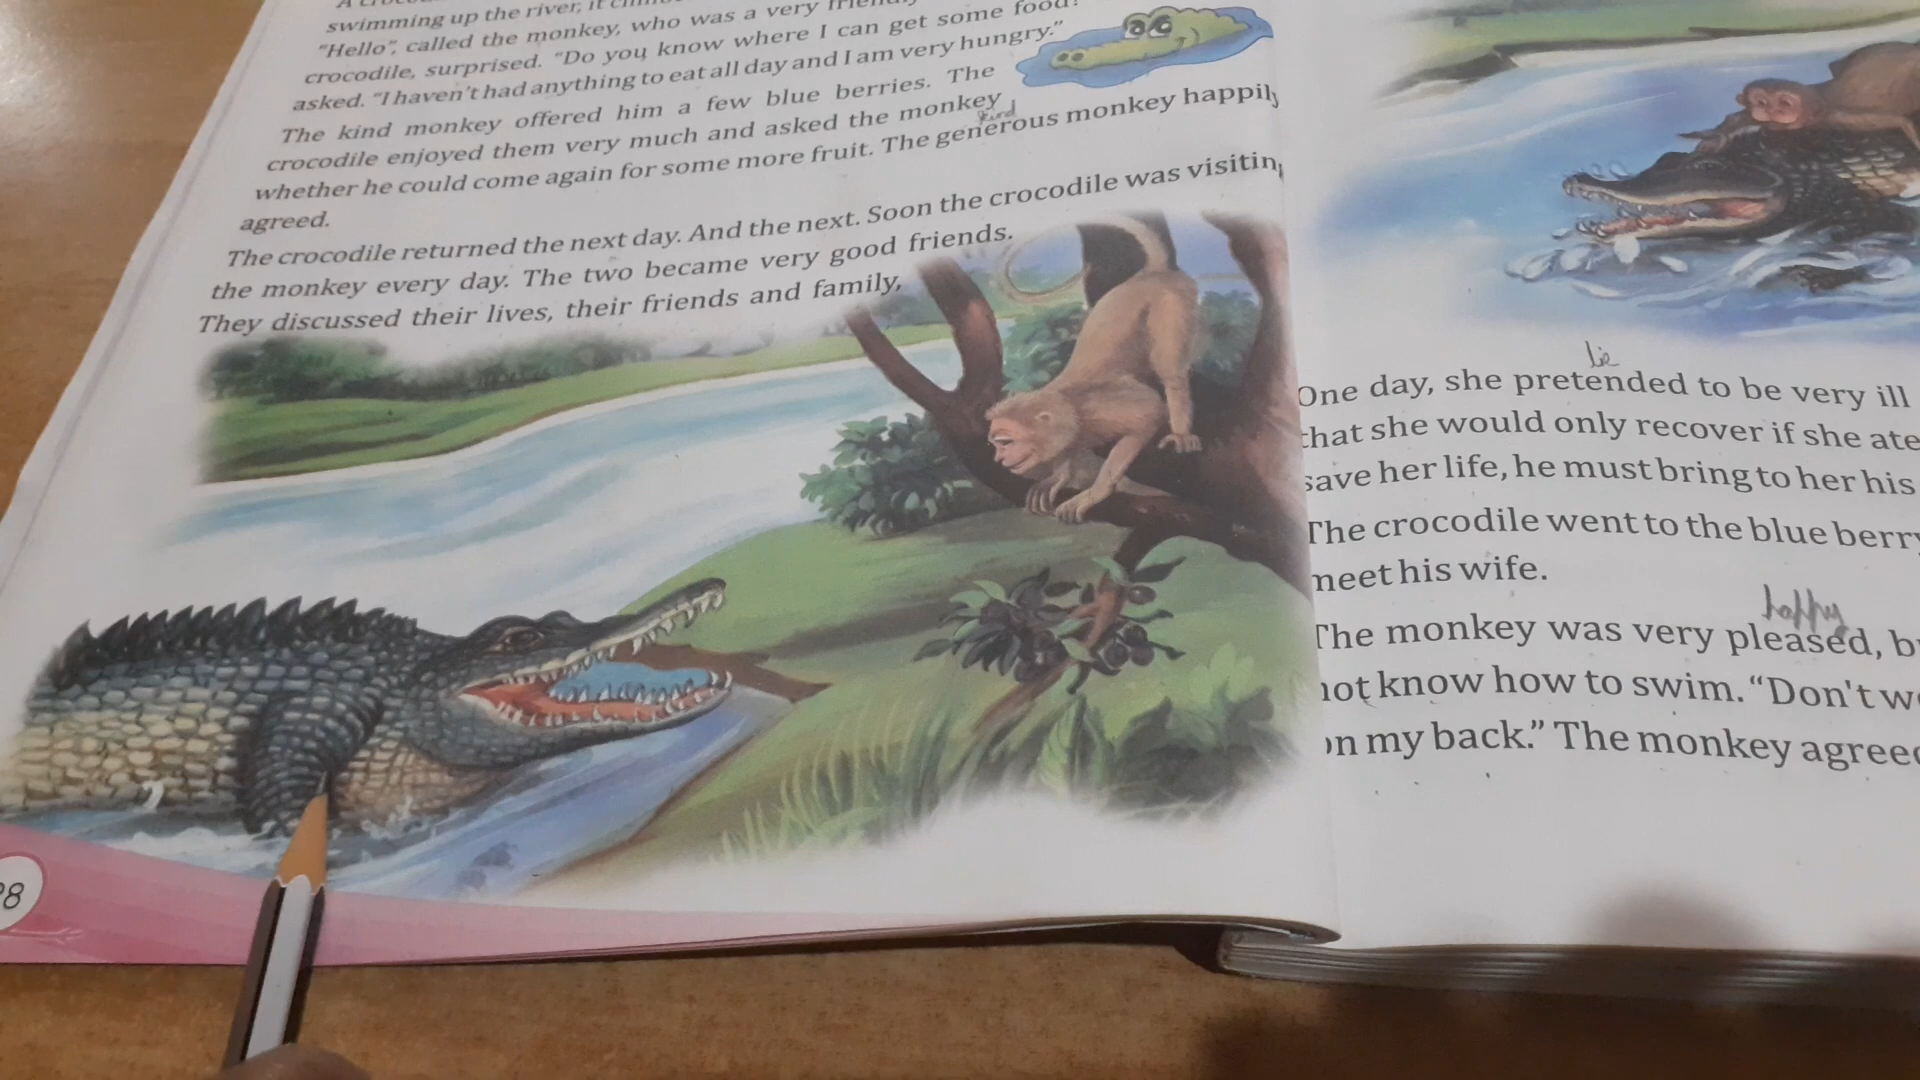 swimming up the river, it
"Hello", called the monkey, who was a very
crocodile, surprised. "Do you know where I can get some food?
asked. "I haven't had anything to eat all day and I am very hungry."
The kind monkey offered him a few blue berries. The
crocodile enjoyed them very much and asked the monkey
kind
whether he could come again for some more fruit. The generous monkey happily
agreed.
The crocodile returned the next day. And the next. Soon the crocodile was visitin
the monkey every day. The two became very good friends.
They discussed their lives, their friends and family,
8
lie
One day, she pretended to be very ill
that she would only recover if she ate
save her life, he must bring to her his
The crocodile went to the blue berry
meet his wife.
happy
The monkey was very pleased, b
not know how to swim. "Don't w
on my back." The monkey agreed